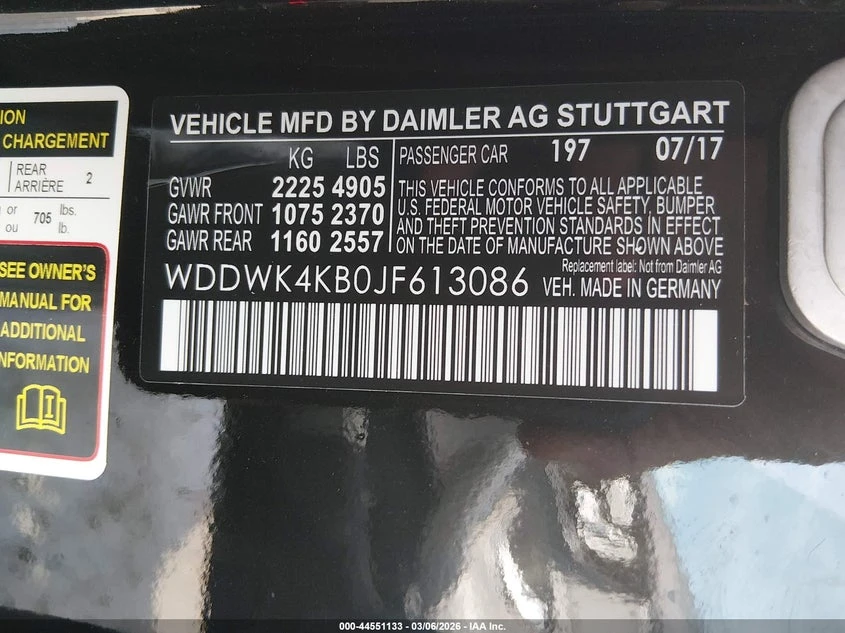 ION
CHARGEMENT
REAR
ARRIÈRE 2
or 705 lbs.
ou lb.
SEE OWNER'S
MANUAL FOR
ADDITIONAL
INFORMATION
VEHICLE MFD BY DAIMLER AG STUTTGART
KG LBS PASSENGER CAR 197 07/17
GVWR 2225 4905
GAWR FRONT 1075 2370
GAWR REAR 1160 2557
THIS VEHICLE CONFORMS TO ALL APPLICABLE
U.S. FEDERAL MOTOR VEHICLE SAFETY, BUMPER
AND THEFT PREVENTION STANDARDS IN EFFECT
ON THE DATE OF MANUFACTURE SHOWN ABOVE
Replacement label: Not from Daimler AG
WDDWK4KB0JF613086 VEH. MADE IN GERMANY
000-44551133 - 03/06/2026 - IAA Inc.